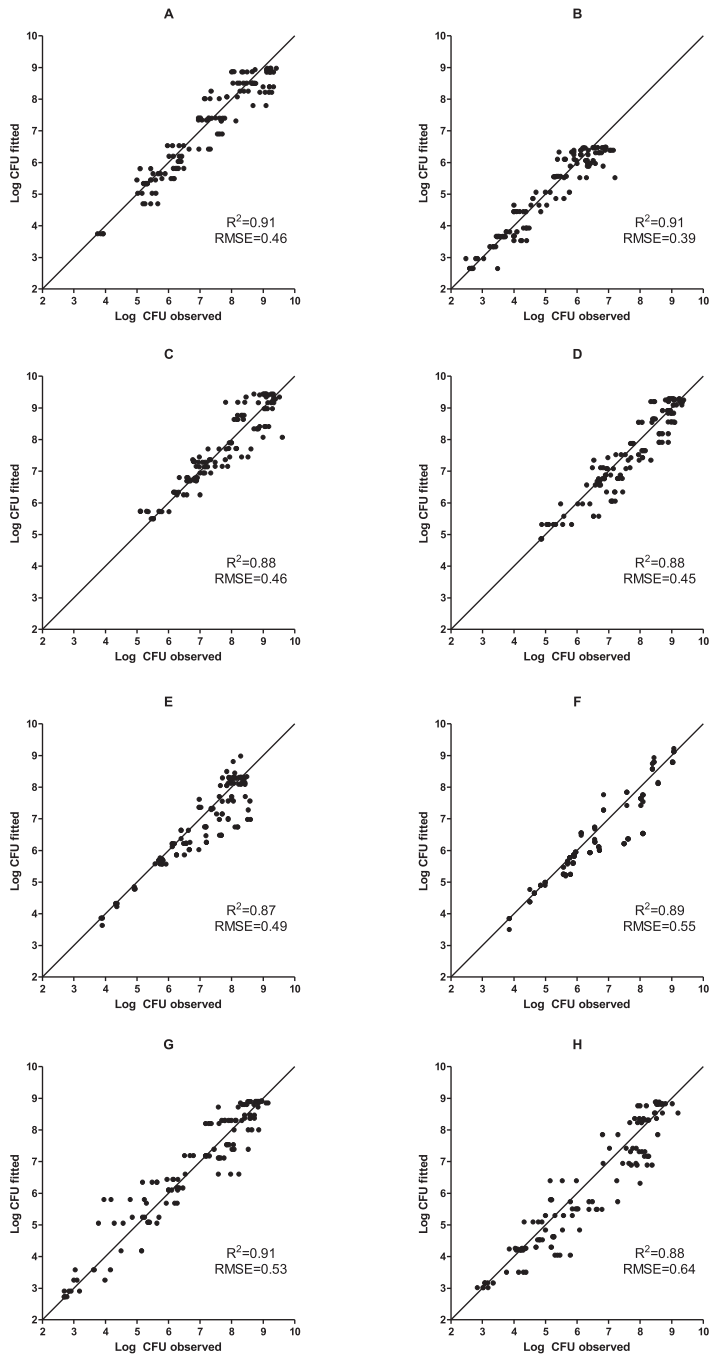 A
10
9
8
7
6
5
4
3
2
Log CFU fitted
R²=0.91
RMSE=0.46
2 3 4 5 6 7 8 9 10
Log CFU observed
B
10
9
8
7
6
5
4
3
2
Log CFU fitted
R²=0.91
RMSE=0.39
2 3 4 5 6 7 8 9 10
Log CFU observed
C
10
9
8
7
6
5
4
3
2
Log CFU fitted
R²=0.88
RMSE=0.46
2 3 4 5 6 7 8 9 10
Log CFU observed
D
10
9
8
7
6
5
4
3
2
Log CFU fitted
R²=0.88
RMSE=0.45
2 3 4 5 6 7 8 9 10
Log CFU observed
E
10
9
8
7
6
5
4
3
2
Log CFU fitted
R²=0.87
RMSE=0.49
2 3 4 5 6 7 8 9 10
Log CFU observed
F
10
9
8
7
6
5
4
3
2
Log CFU fitted
R²=0.89
RMSE=0.55
2 3 4 5 6 7 8 9 10
Log CFU observed
G
10
9
8
7
6
5
4
3
2
Log CFU fitted
R²=0.91
RMSE=0.53
2 3 4 5 6 7 8 9 10
Log CFU observed
H
10
9
8
7
6
5
4
3
2
Log CFU fitted
R²=0.88
RMSE=0.64
2 3 4 5 6 7 8 9 10
Log CFU observed